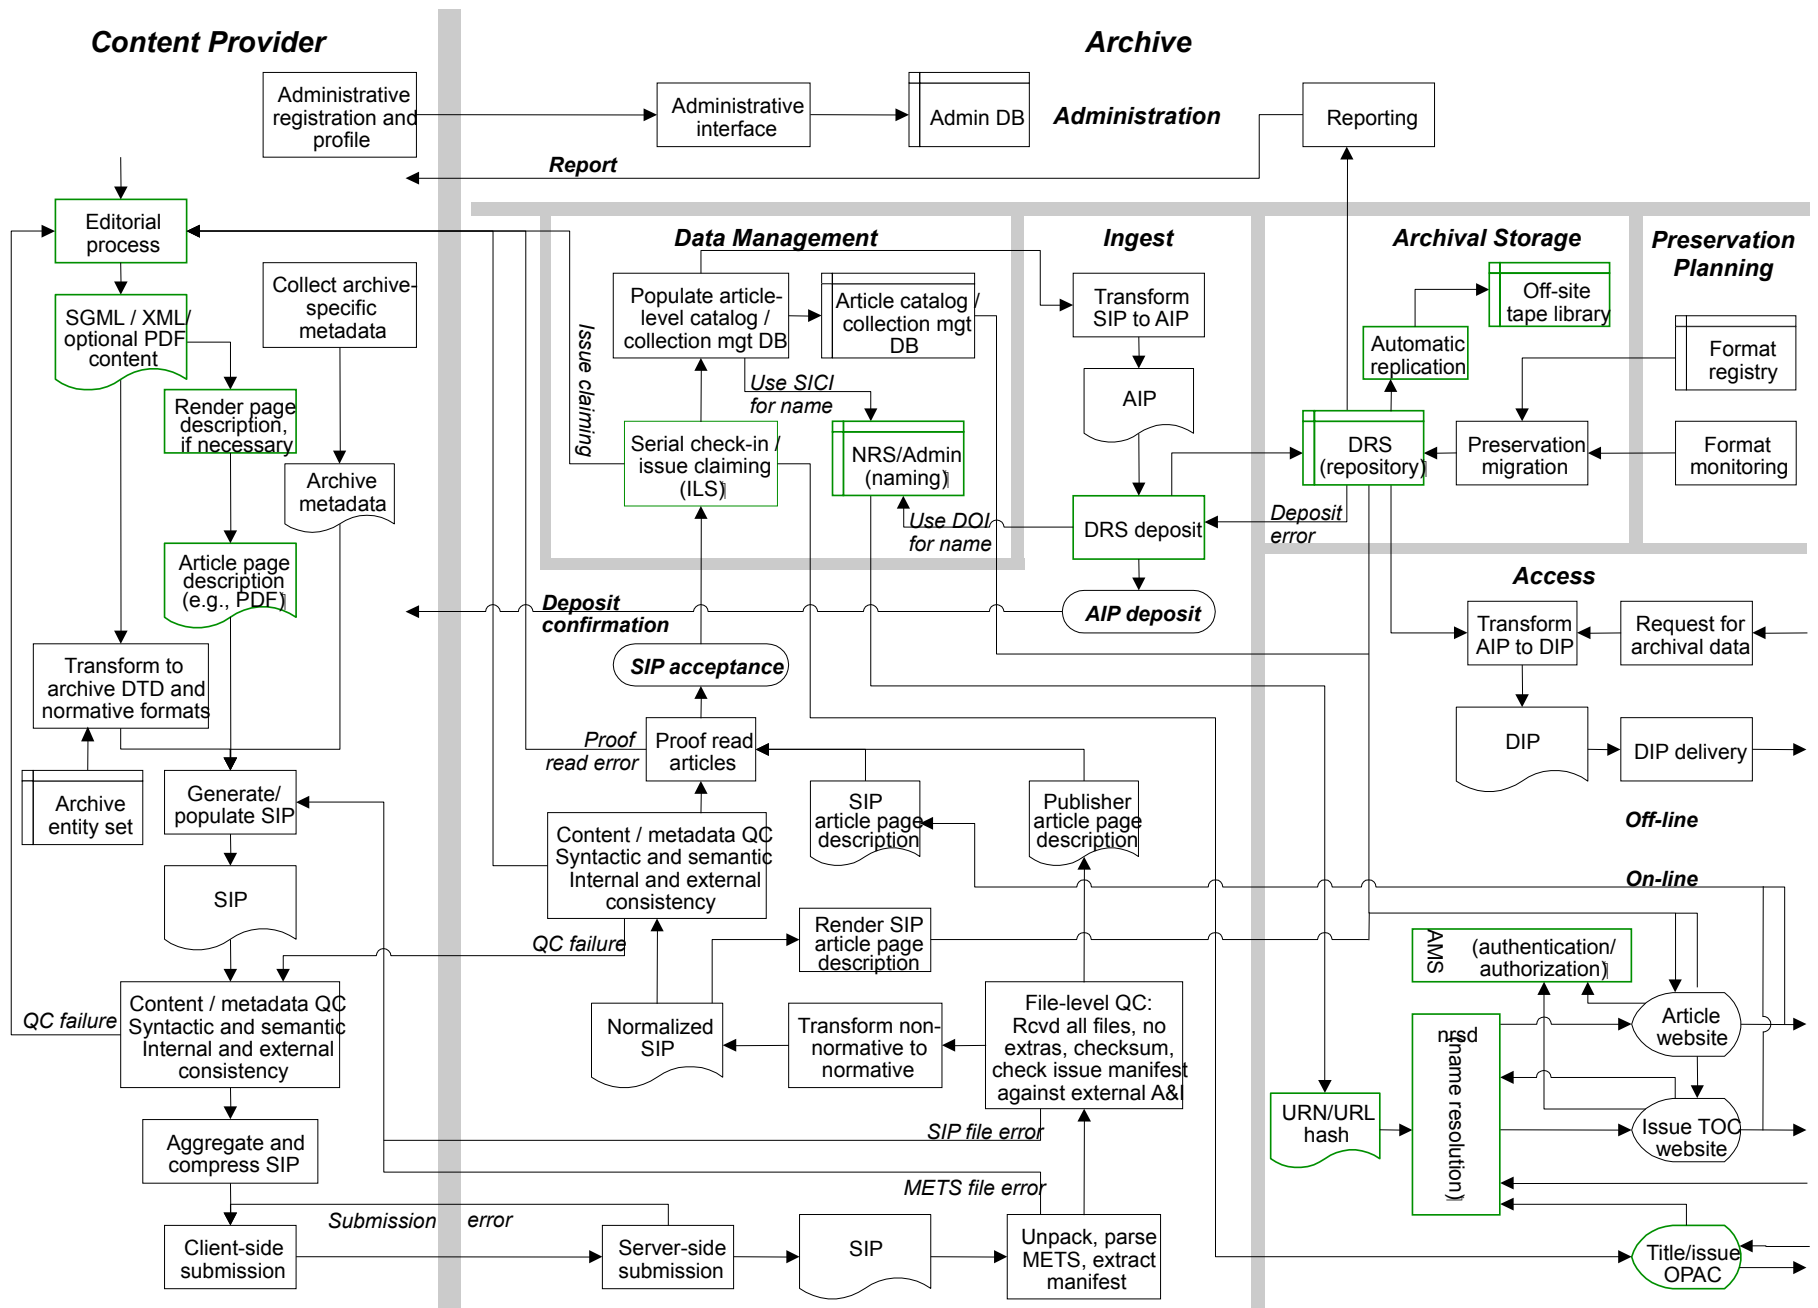 Content Provider
Archive
Administrative
registration and
profile
Administrative
interface
Admin DB
Administration
Reporting
Report
Editorial
process
Data Management
Ingest
Archival Storage
Preservation
Planning
Collect archive-
specific
metadata
SGML / XML/
optional PDF
content
Issue claiming
Populate article-
level catalog /
collection mgt DB
Article catalog /
collection mgt
DB
Transform
SIP to AIP
Off-site
tape library
Automatic
replication
Format
registry
Render page
description,
if necessary
Use SICI
for name
AIP
Archive
metadata
Serial check-in /
issue claiming
(ILS)
NRS/Admin
(naming)
DRS
(repository)
Preservation
migration
Format
monitoring
Use DOI
for name
DRS deposit
Deposit
error
Article page
description
(e.g., PDF)
Access
Deposit
confirmation
AIP deposit
Transform
AIP to DIP
Request for
archival data
Transform to
archive DTD and
normative formats
SIP acceptance
Proof
read error
Proof read
articles
DIP
DIP delivery
Archive
entity set
Generate/
populate SIP
SIP
article page
description
Publisher
article page
description
Off-line
Content / metadata QC
Syntactic and semantic
Internal and external
consistency
On-line
SIP
QC failure
Render SIP
article page
description
AMS
(authentication/
authorization)
QC failure
Content / metadata QC
Syntactic and semantic
Internal and external
consistency
Normalized
SIP
Transform non-
normative to
normative
File-level QC:
Rcvd all files, no
extras, checksum,
check issue manifest
against external A&I
nrsd
(name resolution)
Article
website
URN/URL
hash
Issue TOC
website
SIP file error
Aggregate and
compress SIP
METS file error
Submission error
Client-side
submission
Server-side
submission
SIP
Unpack, parse
METS, extract
manifest
Title/issue
OPAC